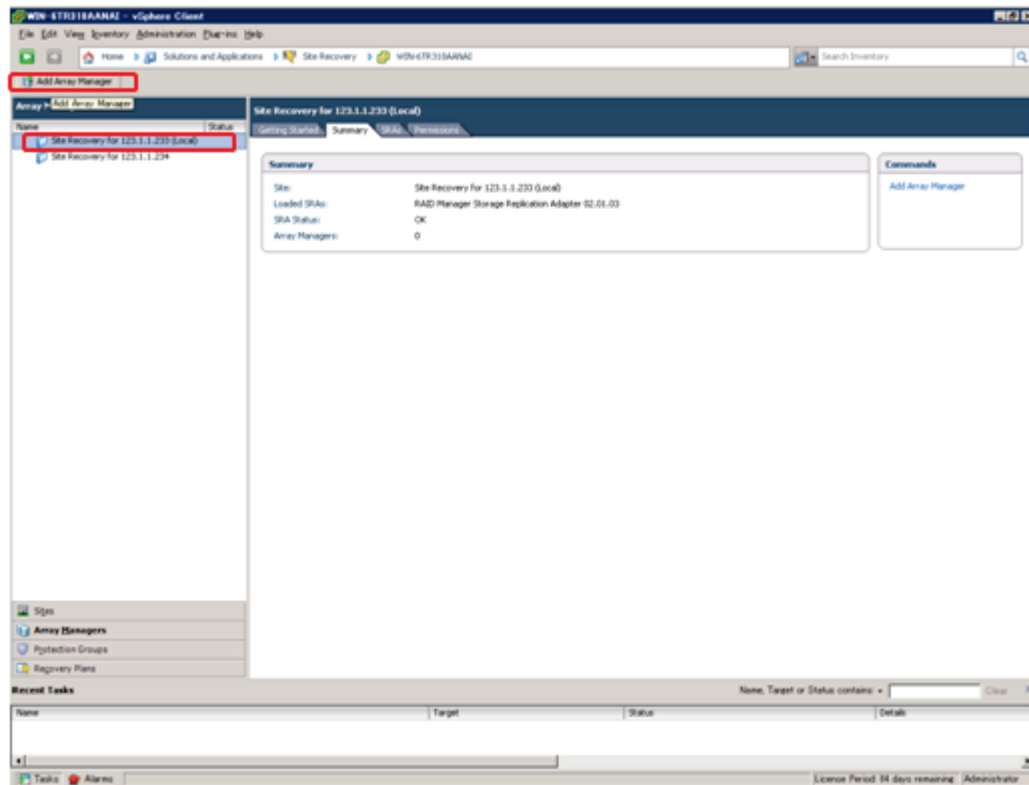 WIN-6TR318AANAI - vSphere Client
File Edit View Inventory Administration Plug-ins Help
Home Solutions and Applications Site Recovery WIN-6TR318AANAI Search Inventory
Add Array Manager
Add Array Manager
Name Status
Site Recovery for 123.1.1.233 (Local)
Site Recovery for 123.1.1.234
Site Recovery for 123.1.1.233 (Local)
Getting Started Summary SRAs Permissions
Summary
Site: Site Recovery for 123.1.1.233 (Local)
Loaded SRAs: RAID Manager Storage Replication Adapter 02.01.03
SRA Status: OK
Array Managers: 0
Commands
Add Array Manager
Sites
Array Managers
Protection Groups
Recovery Plans
Recent Tasks Name, Target or Status contains: Clear
Name Target Status Details
Tasks Alarms License Period: 84 days remaining Administrator